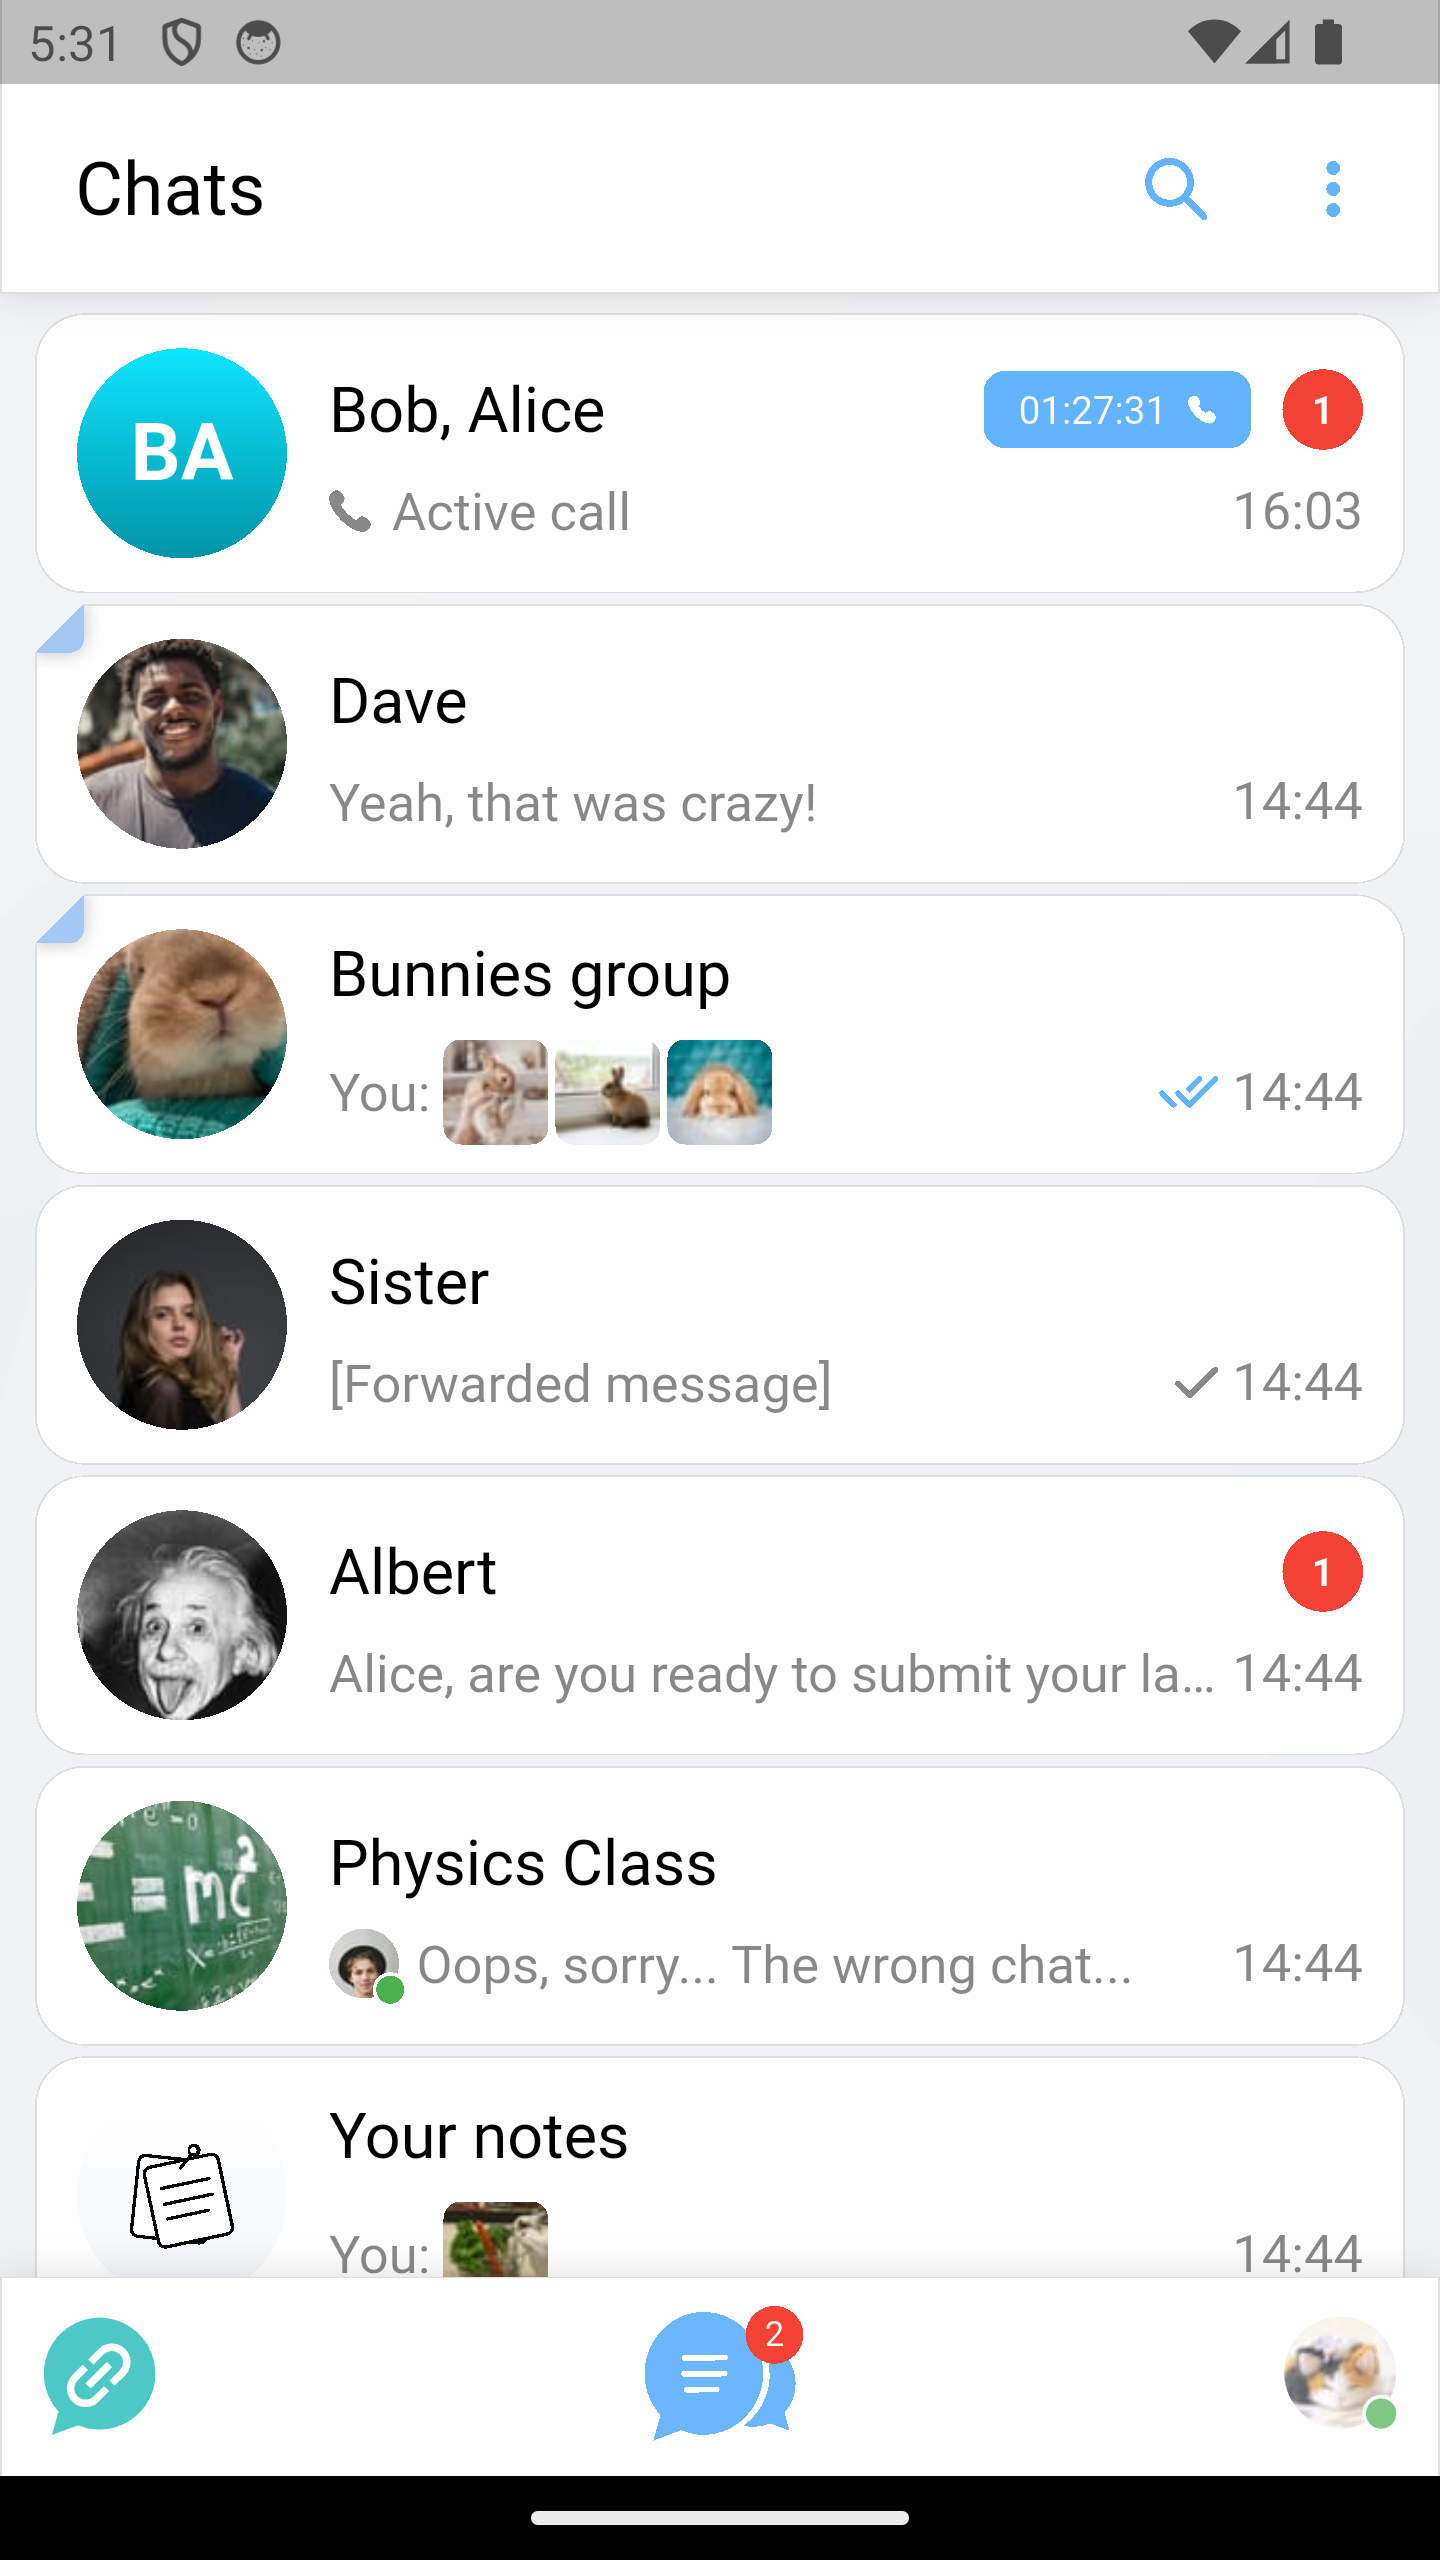 5:31
Chats
BA
Bob, Alice
01:27:31
1
Active call
16:03
Dave
Yeah, that was crazy!
14:44
Bunnies group
You:
14:44
Sister
[Forwarded message]
14:44
Albert
1
Alice, are you ready to submit your la...
14:44
Physics Class
= mc²
Oops, sorry... The wrong chat...
14:44
Your notes
You:
14:44
2